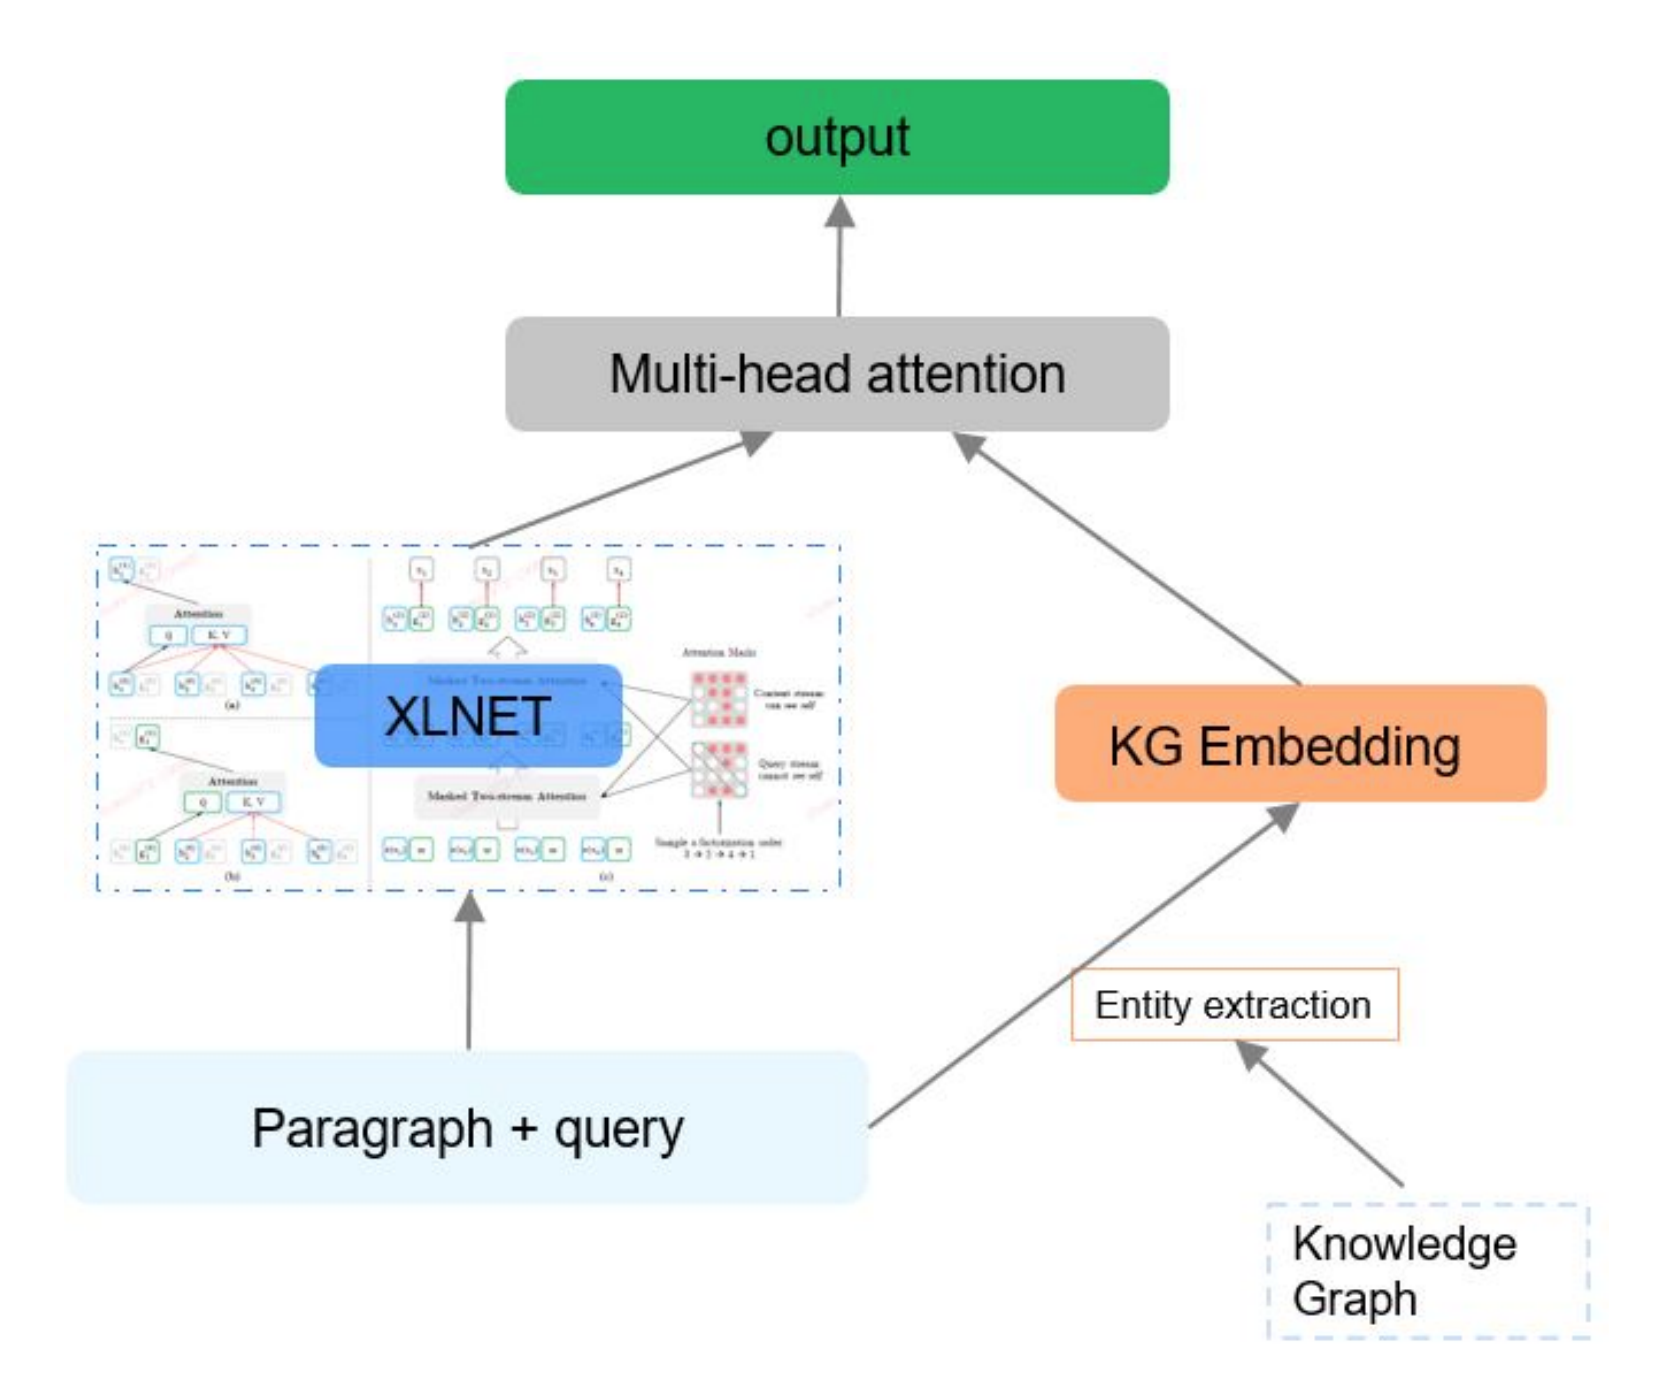 output
Multi-head attention
Attention
Q
K, V
(a)
Attention
Q
K, V
(b)
Attention Masks
Masked Two-stream Attention
XLNET
Content stream
can see self
Query stream
cannot see self
Masked Two-stream Attention
Sample a factorization order
3 → 2 → 4 → 1
(c)
KG Embedding
Entity extraction
Paragraph + query
Knowledge
Graph